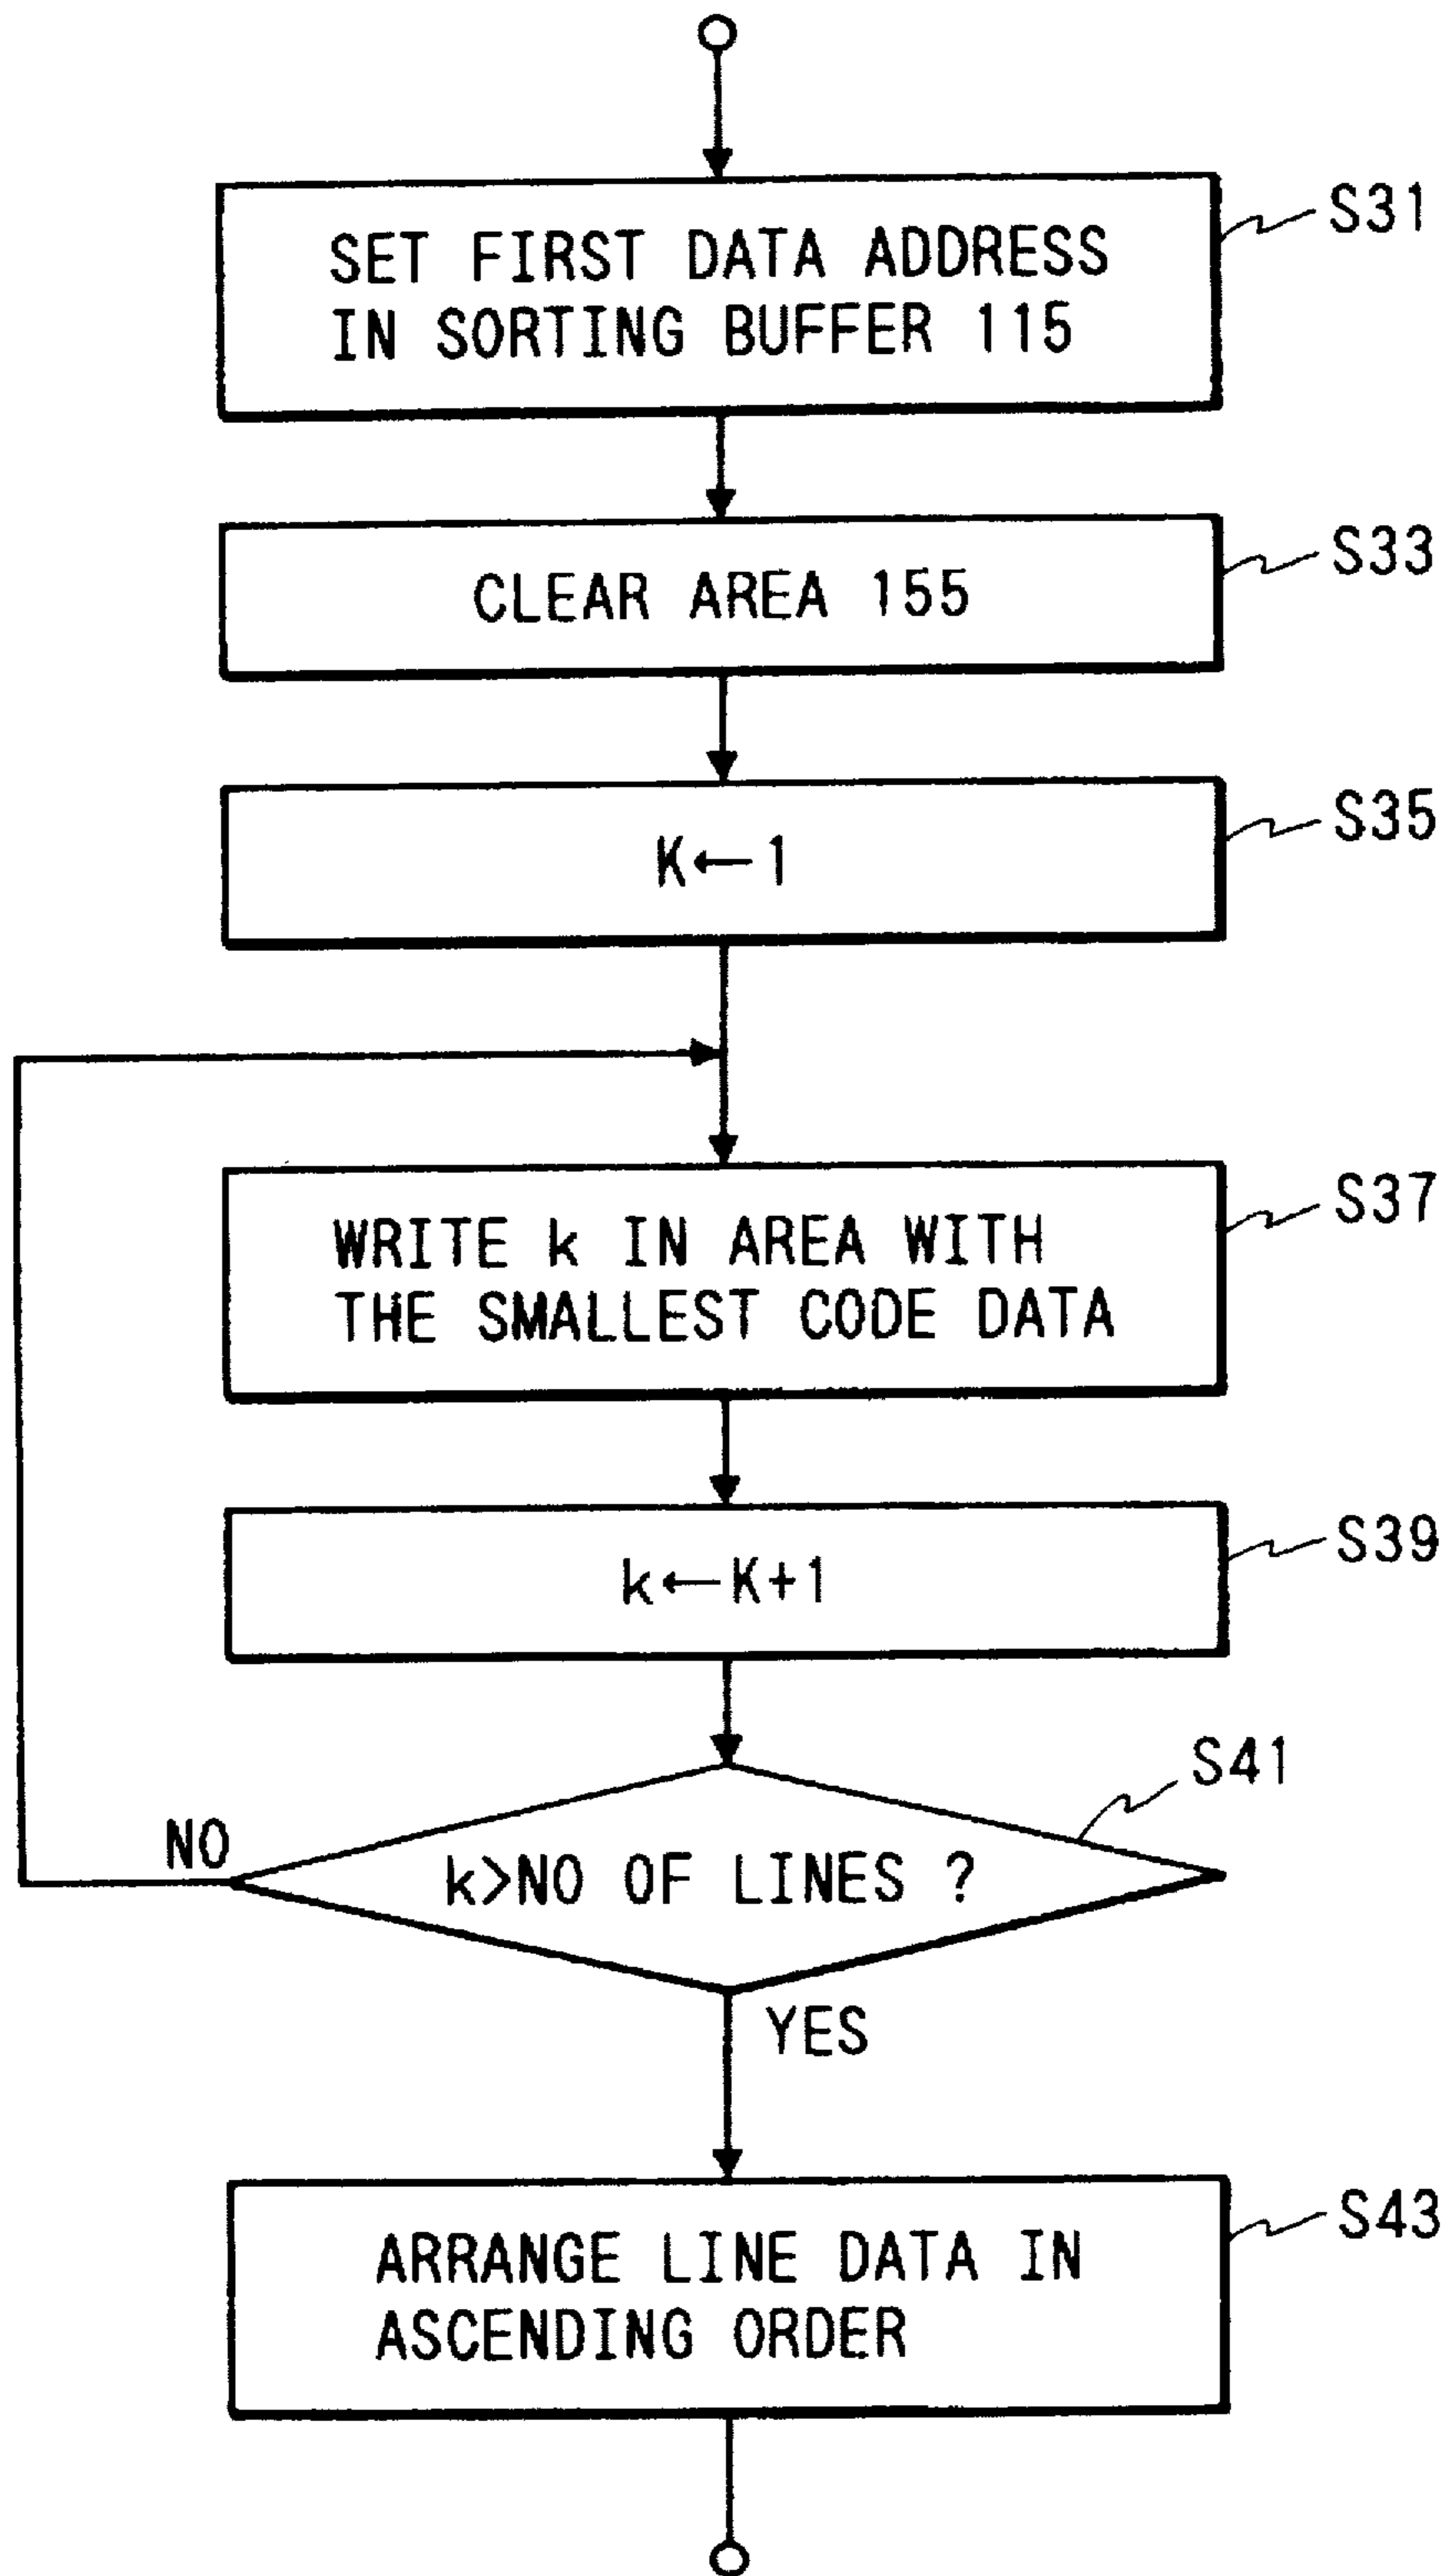 SET FIRST DATA ADDRESS
IN SORTING BUFFER 115
S31
CLEAR AREA 155
S33
K←1
S35
WRITE k IN AREA WITH
THE SMALLEST CODE DATA
S37
k←K+1
S39
S41
k>NO OF LINES ?
NO
YES
ARRANGE LINE DATA IN
ASCENDING ORDER
S43